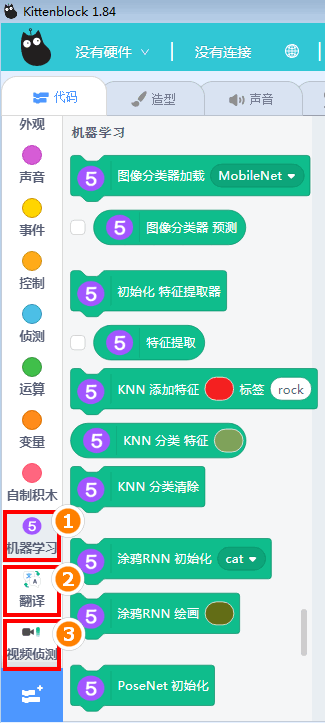 Kittenblock 1.84
没有硬件 没有连接
代码 造型 声音
外观
声音
事件
控制
侦测
运算
变量
自制积木
5
机器学习
1
翻译
2
视频侦测
3
机器学习
5 图像分类器加载 MobileNet
5 图像分类器 预测
5 初始化 特征提取器
5 特征提取
5 KNN 添加特征 标签 rock
5 KNN 分类 特征
5 KNN 分类清除
5 涂鸦RNN 初始化 cat
5 涂鸦RNN 绘画
5 PoseNet 初始化